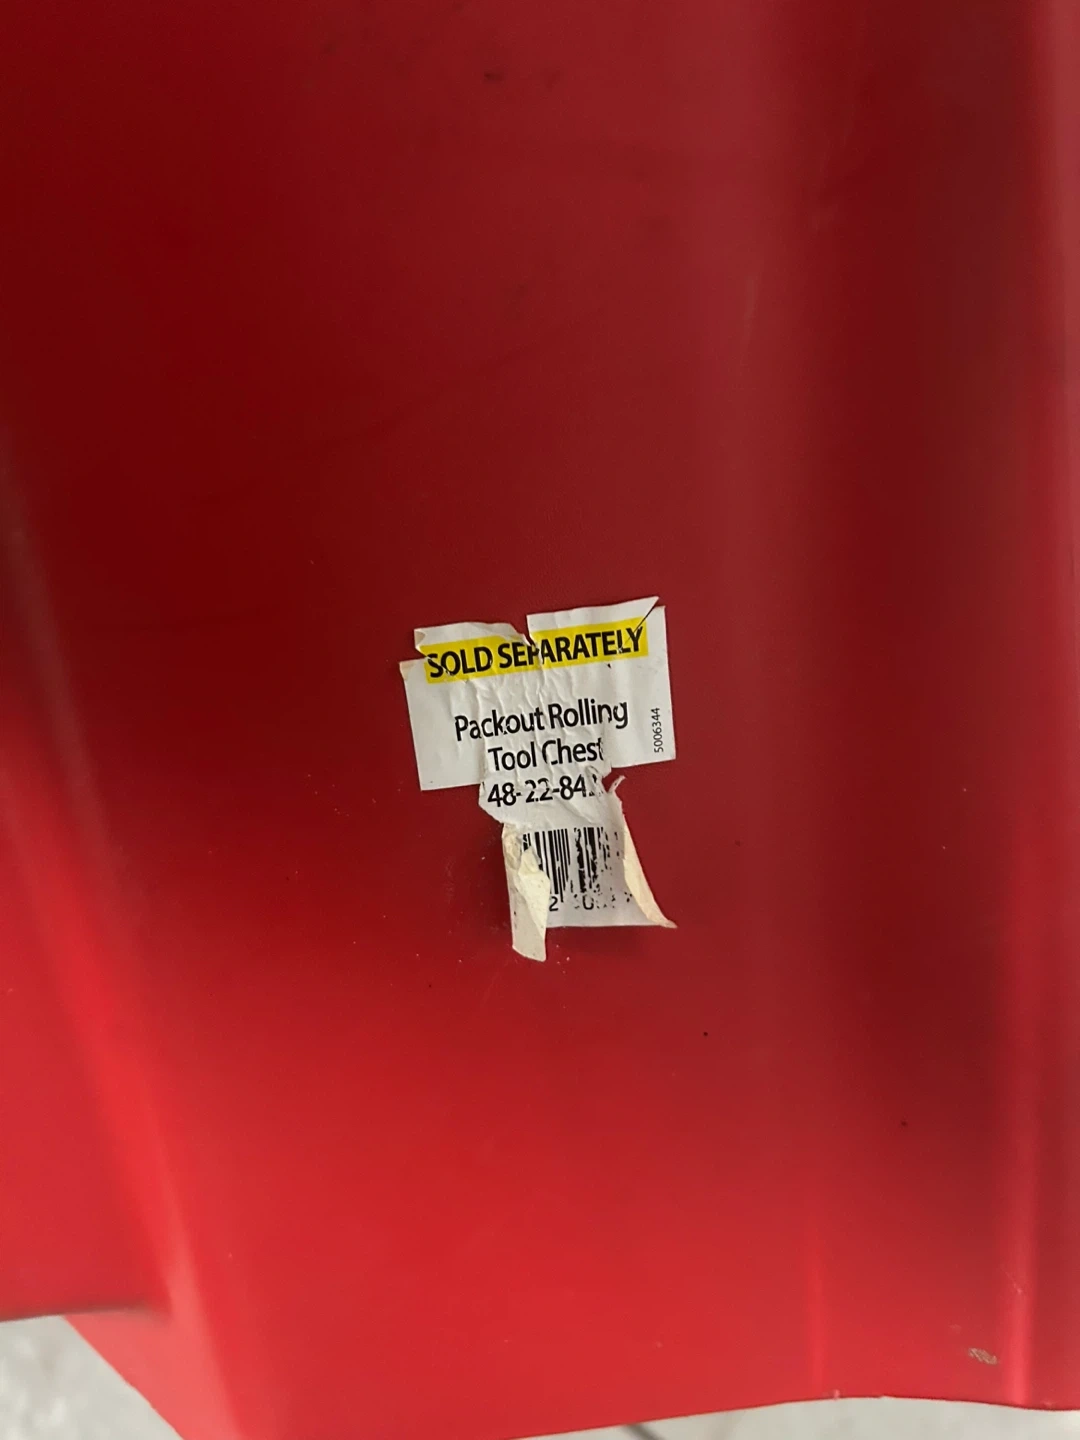 SOLD SEPARATELY
Packout Rolling
Tool Chest
5006344